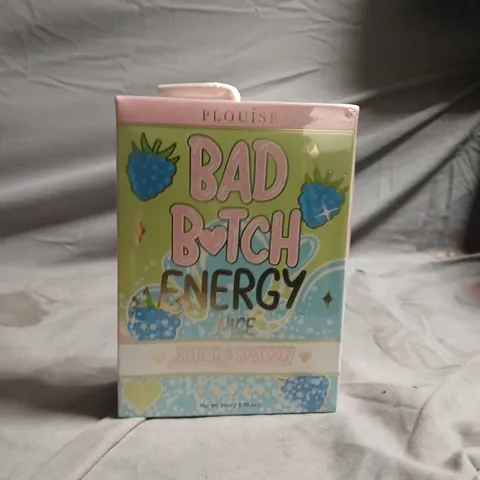 PLOUISE
BAD
B♥TCH
ENERGY
JUICE
BLUE RASPBERRY